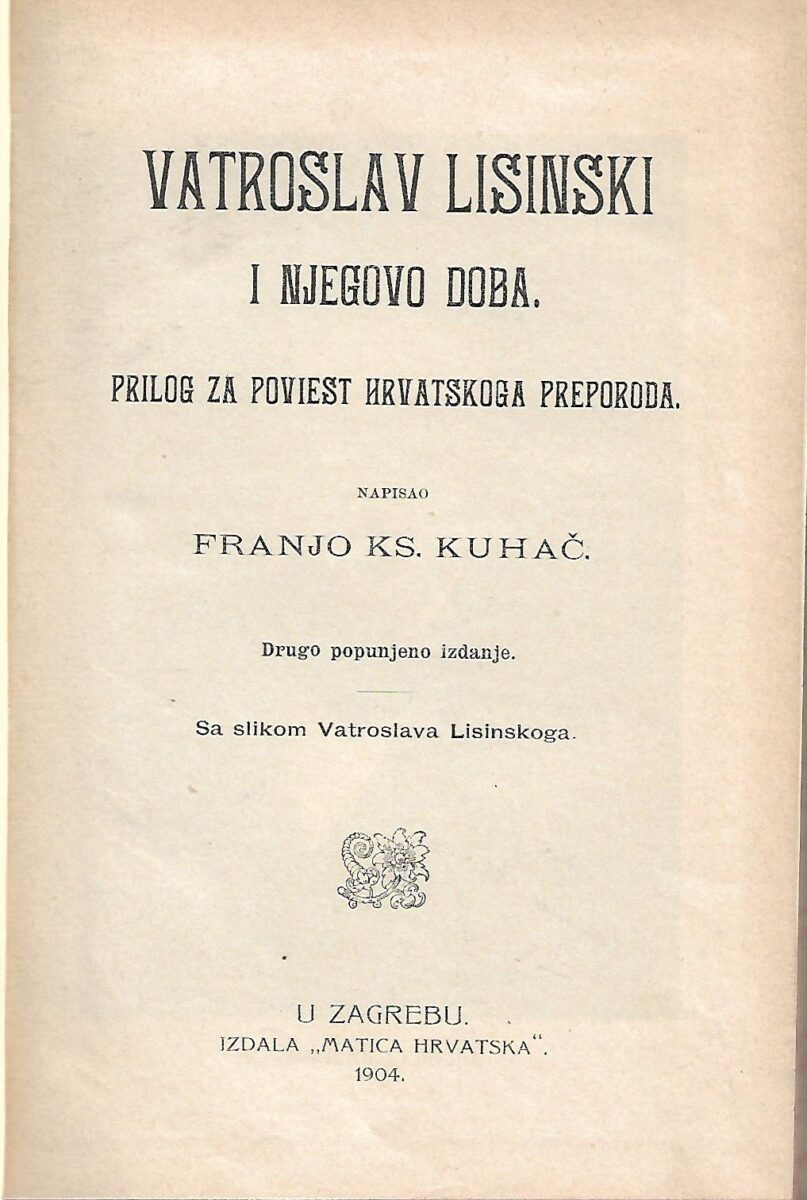 VATROSLAV LISINSKI
I NJEGOVO DOBA.
PRILOG ZA POVIEST HRVATSKOGA PREPORODA.
NAPISAO
FRANJO KS. KUHAČ.
Drugo popunjeno izdanje.
Sa slikom Vatroslava Lisinskoga.
U ZAGREBU.
IZDALA „MATICA HRVATSKA“.
1904.